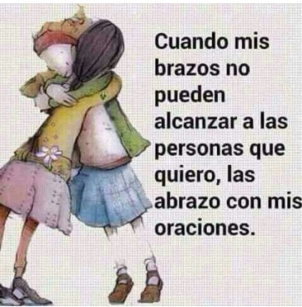 Cuando mis
brazos no
pueden
alcanzar a las
personas que
quiero, las
abrazo con mis
oraciones.